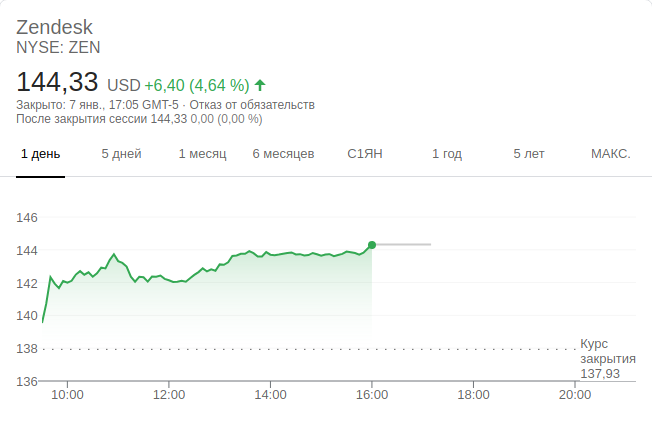 Zendesk
NYSE: ZEN
144,33 USD +6,40 (4,64 %)
Закрыто: 7 янв., 17:05 GMT-5 · Отказ от обязательств
После закрытия сессии 144,33 0,00 (0,00 %)
1 день 5 дней 1 месяц 6 месяцев С1ЯН 1 год 5 лет МАКС.
146
144
142
140
138
136
Курс
закрытия
137,93
10:00 12:00 14:00 16:00 18:00 20:00